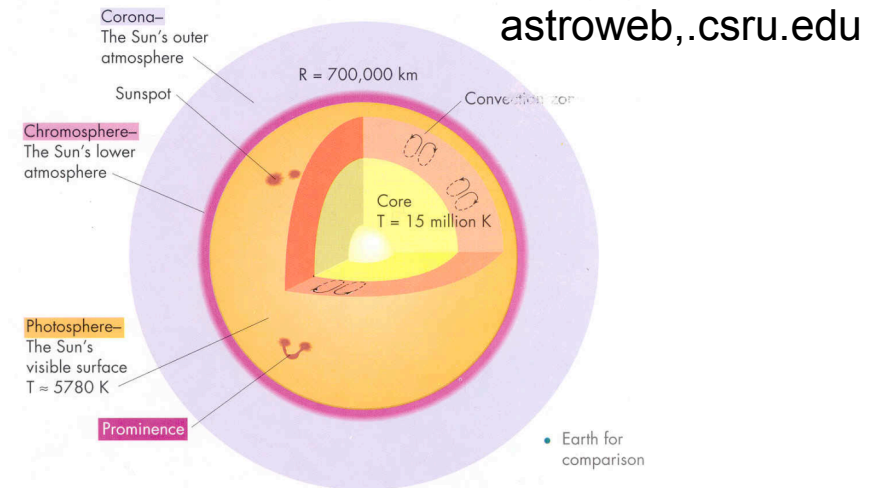 astroweb,.csru.edu
Corona–
The Sun's outer
atmosphere
R = 700,000 km
Sunspot
Chromosphere–
The Sun's lower
atmosphere
Core
T = 15 million K
Photosphere–
The Sun's
visible surface
T ≈ 5780 K
Prominence
Earth for
comparison